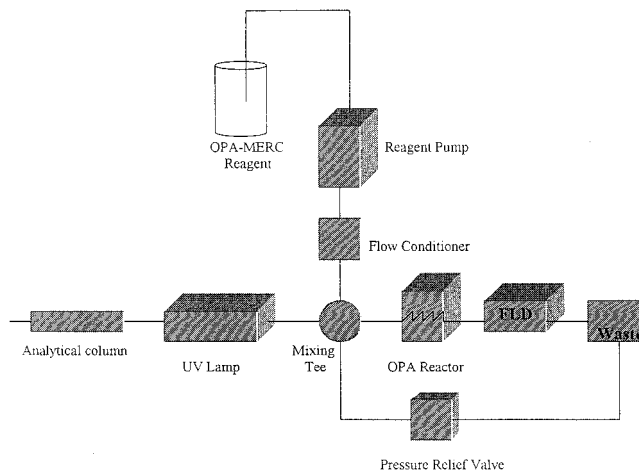 OPA-MERC
Reagent
Reagent Pump
Flow Conditioner
FLD
Waste
Analytical column
UV Lamp
Mixing
Tee
OPA Reactor
Pressure Relief Valve